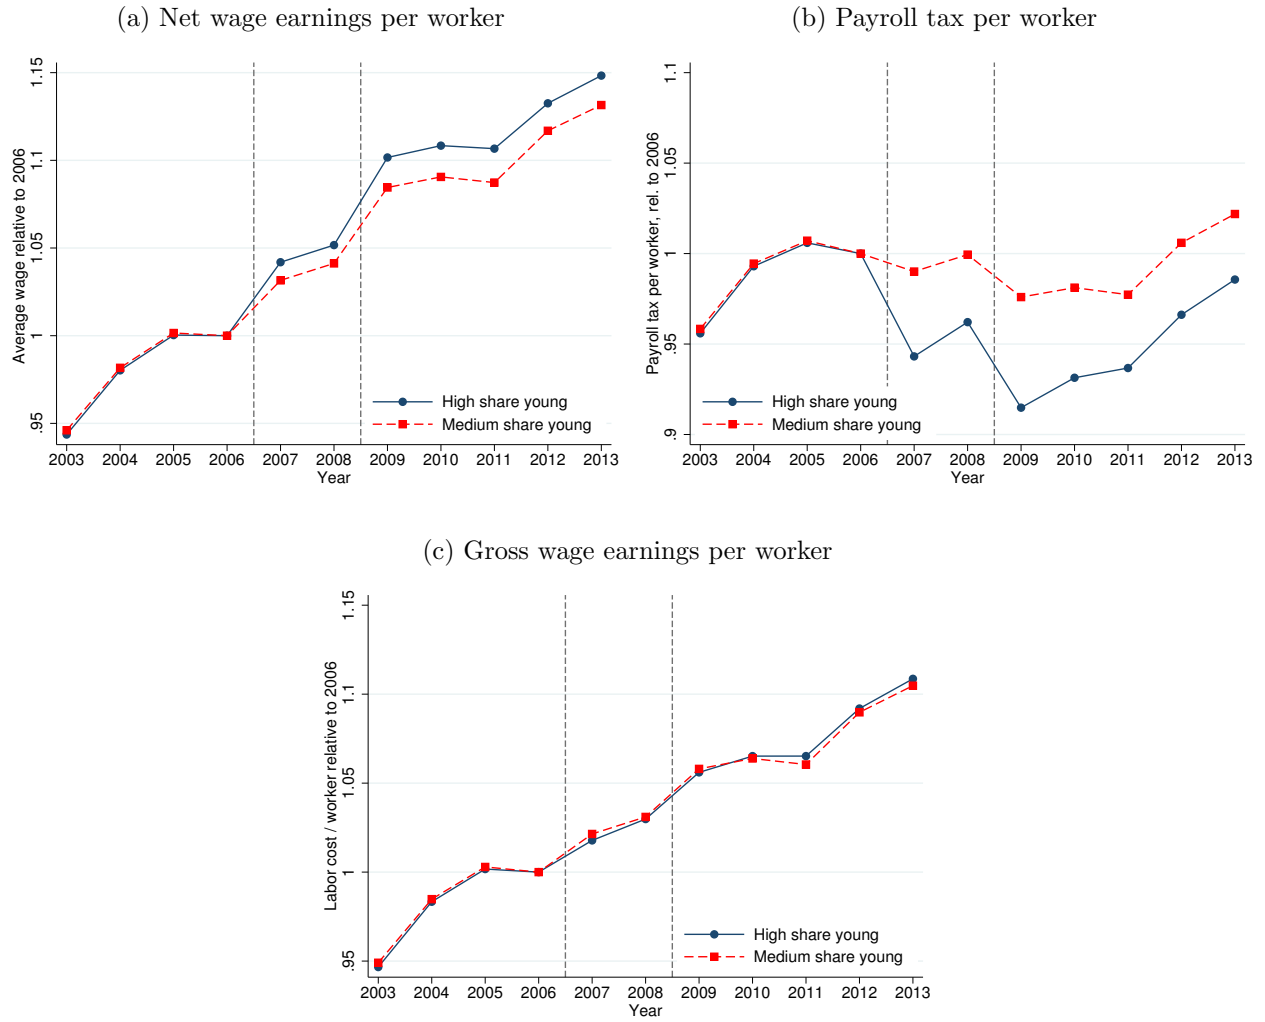 (a) Net wage earnings per worker
Average wage relative to 2006
1.15
1.1
1.05
1
.95
High share young
Medium share young
2003 2004 2005 2006 2007 2008 2009 2010 2011 2012 2013
Year
(b) Payroll tax per worker
Payroll tax per worker, rel. to 2006
1.1
1.05
1
.95
.9
High share young
Medium share young
2003 2004 2005 2006 2007 2008 2009 2010 2011 2012 2013
Year
(c) Gross wage earnings per worker
Labor cost / worker relative to 2006
1.15
1.1
1.05
1
.95
High share young
Medium share young
2003 2004 2005 2006 2007 2008 2009 2010 2011 2012 2013
Year